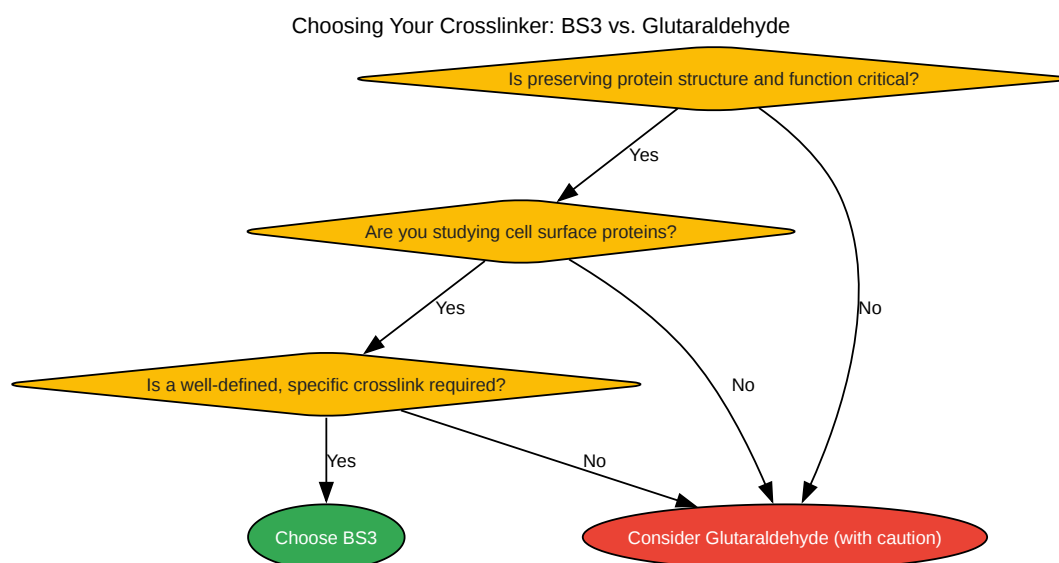 Choosing Your Crosslinker: BS3 vs. Glutaraldehyde
Is preserving protein structure and function critical?
Yes
Are you studying cell surface proteins?
No
Yes
Is a well-defined, specific crosslink required?
No
Yes
No
Choose BS3
Consider Glutaraldehyde (with caution)